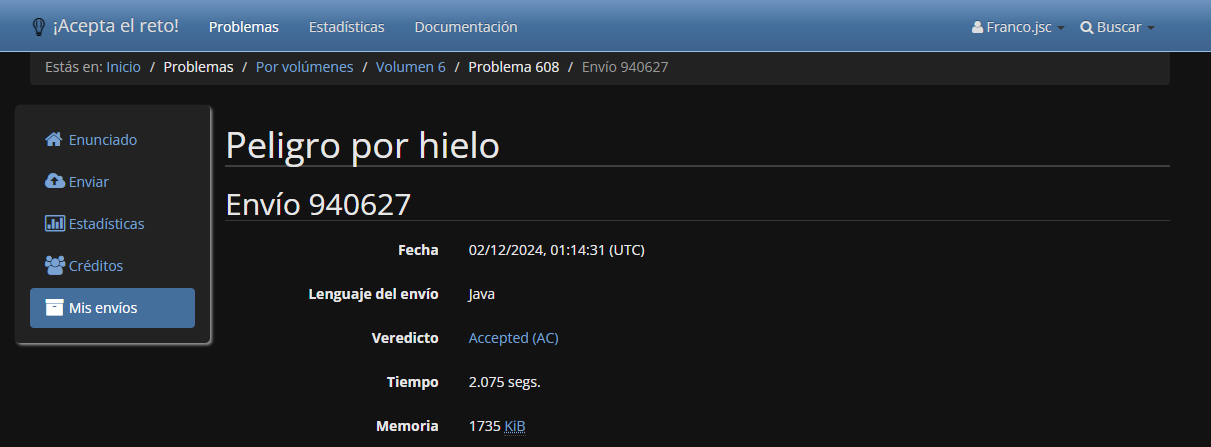 ¡Acepta el reto! Problemas Estadísticas Documentación Franco.jsc Buscar
Estás en: Inicio / Problemas / Por volúmenes / Volumen 6 / Problema 608 / Envío 940627
Enunciado
Enviar
Estadísticas
Créditos
Mis envíos
Peligro por hielo
Envío 940627
Fecha 02/12/2024, 01:14:31 (UTC)
Lenguaje del envío Java
Veredicto Accepted (AC)
Tiempo 2.075 segs.
Memoria 1735 KiB